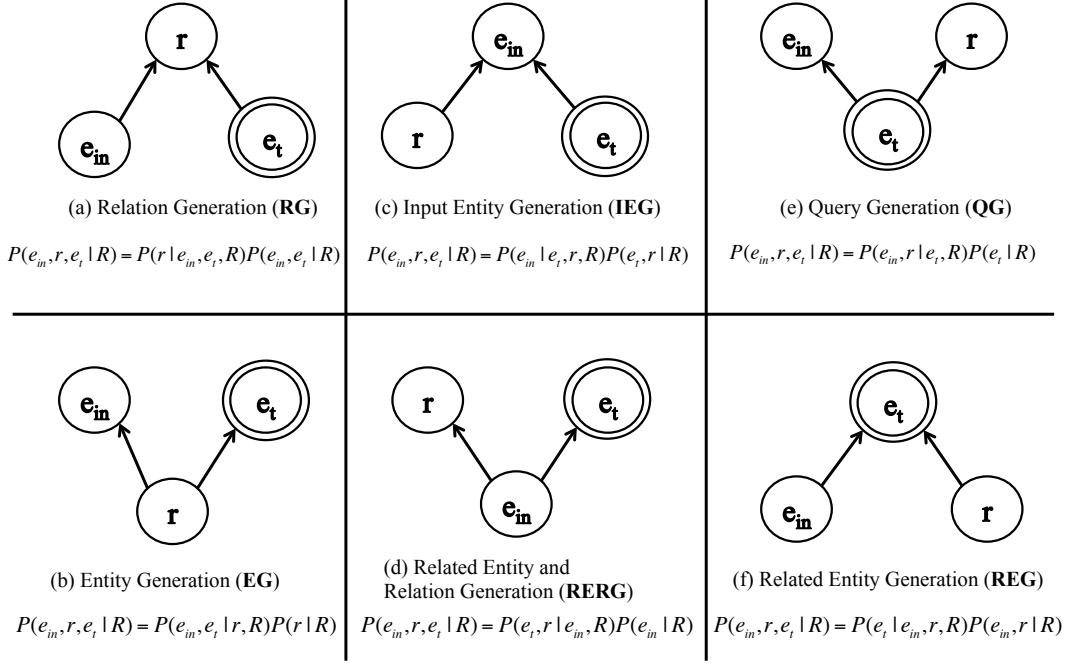 r
e_in
e_t
(a) Relation Generation (RG)
P(e_in, r, e_t | R) = P(r | e_in, e_t, R)P(e_in, e_t | R)
e_in
r
e_t
(c) Input Entity Generation (IEG)
P(e_in, r, e_t | R) = P(e_in | e_t, r, R)P(e_t, r | R)
e_in
r
e_t
(e) Query Generation (QG)
P(e_in, r, e_t | R) = P(e_in, r | e_t, R)P(e_t | R)
e_in
e_t
r
(b) Entity Generation (EG)
P(e_in, r, e_t | R) = P(e_in, e_t | r, R)P(r | R)
r
e_t
e_in
(d) Related Entity and
Relation Generation (RERG)
P(e_in, r, e_t | R) = P(e_t, r | e_in, R)P(e_in | R)
e_t
e_in
r
(f) Related Entity Generation (REG)
P(e_in, r, e_t | R) = P(e_t | e_in, r, R)P(e_in, r | R)